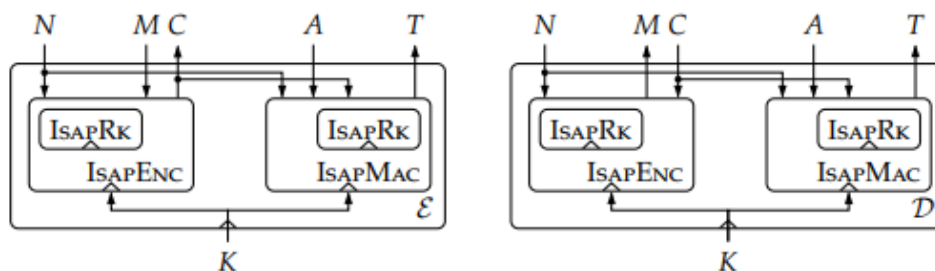 N M C A T N M C A T
ISAPRK ISAPRK ISAPRK ISAPRK
ISAPENC ISAPMAC ISAPENC ISAPMAC
ℰ 𝒟
K K